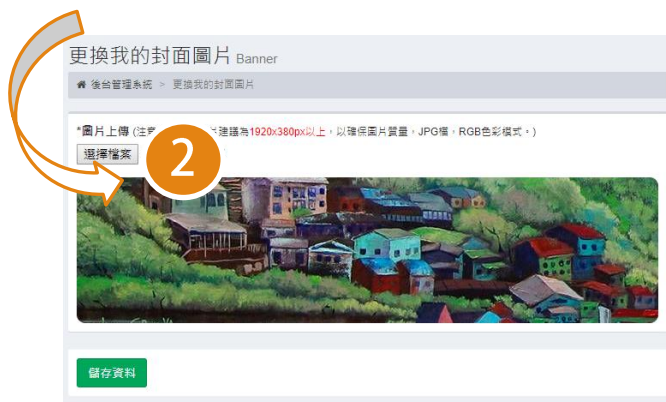 更換我的封面圖片 Banner
後台管理系統 > 更換我的封面圖片
*圖片上傳 (注意 片建議為1920x380px以上，以確保圖片質量，JPG檔，RGB色彩模式。)
選擇檔案
2
儲存資料